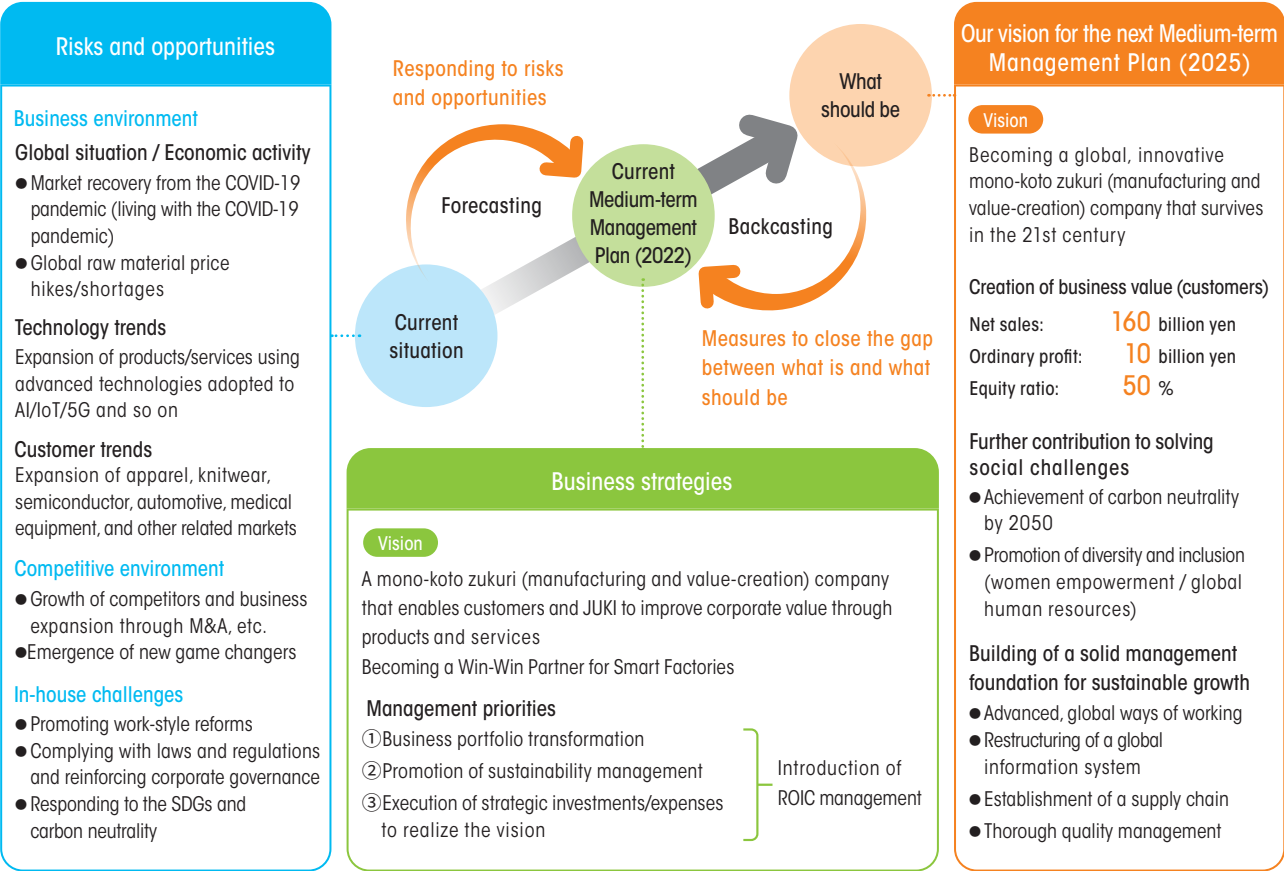 Risks and opportunities
Business environment
Global situation / Economic activity
● Market recovery from the COVID-19
pandemic (living with the COVID-19
pandemic)
● Global raw material price
hikes/shortages
Technology trends
Expansion of products/services using
advanced technologies adopted to
AI/IoT/5G and so on
Customer trends
Expansion of apparel, knitwear,
semiconductor, automotive, medical
equipment, and other related markets
Competitive environment
● Growth of competitors and business
expansion through M&A, etc.
●Emergence of new game changers
In-house challenges
● Promoting work-style reforms
● Complying with laws and regulations
and reinforcing corporate governance
● Responding to the SDGs and
carbon neutrality
Responding to risks
and opportunities
Forecasting
Current
situation
Current
Medium-term
Management
Plan (2022)
What
should be
Backcasting
Measures to close the gap
between what is and what
should be
Business strategies
Vision
A mono-koto zukuri (manufacturing and value-creation) company
that enables customers and JUKI to improve corporate value through
products and services
Becoming a Win-Win Partner for Smart Factories
Management priorities
①Business portfolio transformation
②Promotion of sustainability management
③Execution of strategic investments/expenses
to realize the vision
Introduction of
ROIC management
Our vision for the next Medium-term
Management Plan (2025)
Vision
Becoming a global, innovative
mono-koto zukuri (manufacturing and
value-creation) company that survives
in the 21st century
Creation of business value (customers)
Net sales: 160 billion yen
Ordinary profit: 10 billion yen
Equity ratio: 50 %
Further contribution to solving
social challenges
● Achievement of carbon neutrality
by 2050
● Promotion of diversity and inclusion
(women empowerment / global
human resources)
Building of a solid management
foundation for sustainable growth
● Advanced, global ways of working
● Restructuring of a global
information system
● Establishment of a supply chain
● Thorough quality management